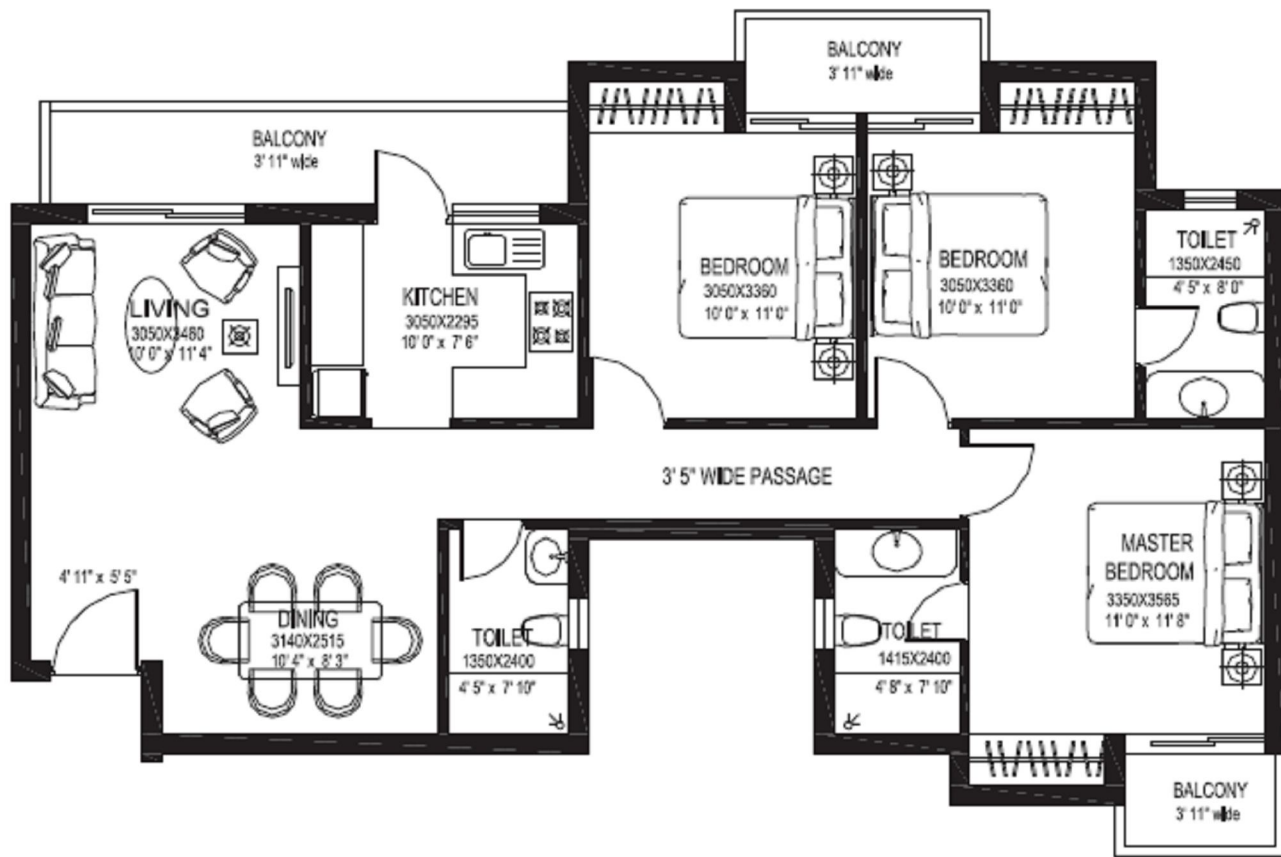 BALCONY
3' 11" wide
BALCONY
3' 11" wide
LIVING
3050X3480
10' 0" x 11' 4"
KITCHEN
3050X2295
10' 0" x 7' 6"
BEDROOM
3050X3360
10' 0" x 11' 0"
BEDROOM
3050X3360
10' 0" x 11' 0"
TOILET
1350X2450
4' 5" x 8' 0"
3' 5" WIDE PASSAGE
4' 11" x 5' 5"
DINING
3140X2515
10' 4" x 8' 3"
TOILET
1350X2400
4' 5" x 7' 10"
TOILET
1415X2400
4' 8" x 7' 10"
MASTER
BEDROOM
3350X3565
11' 0" x 11' 8"
BALCONY
3' 11" wide